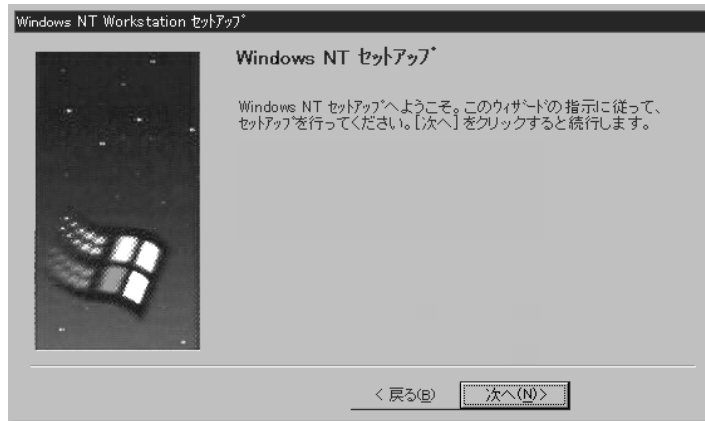 Windows NT Workstation ｾｯﾄｱｯﾌﾟ
Windows NT ｾｯﾄｱｯﾌﾟ
Windows NT ｾｯﾄｱｯﾌﾟへようこそ。このｳｨｻﾞｰﾄﾞの指示に従って、
ｾｯﾄｱｯﾌﾟを行ってください。[次へ] をクリックすると続行します。
< 戻る(B) 次へ(N) >